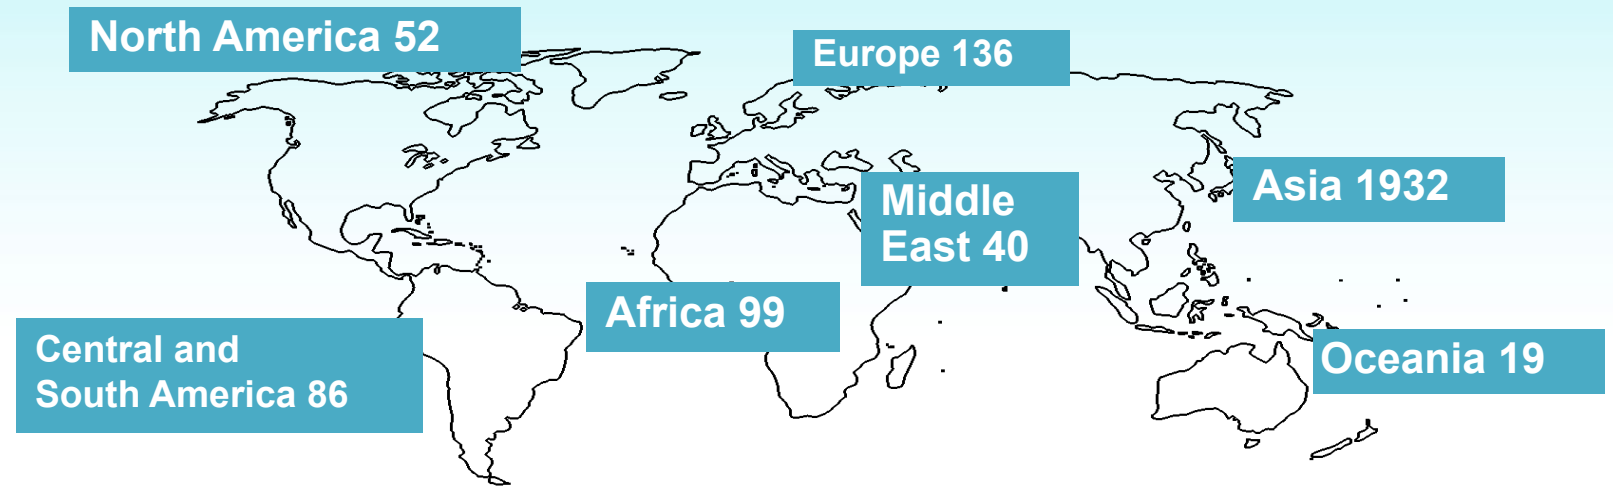 North America 52
Europe 136
Asia 1932
Middle
East 40
Africa 99
Central and
South America 86
Oceania 19